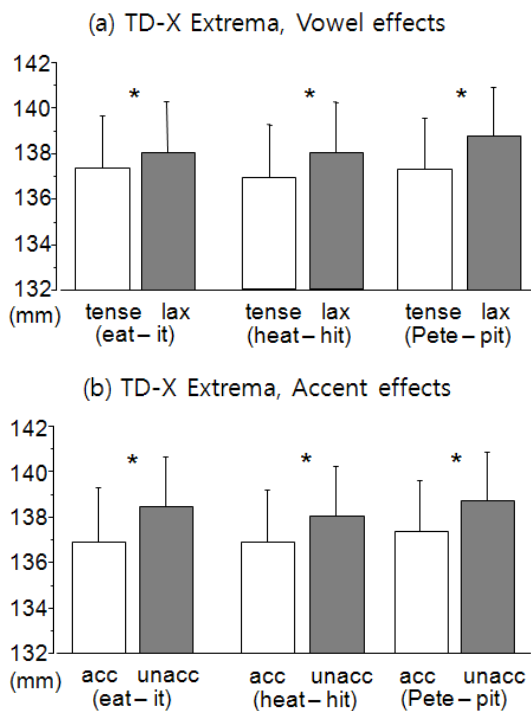 (a) TD-X Extrema, Vowel effects
142
140
138
136
134
132
(mm)
* * *
tense lax tense lax tense lax
(eat – it) (heat – hit) (Pete – pit)
(b) TD-X Extrema, Accent effects
142
140
138
136
134
132
(mm)
* * *
acc unacc acc unacc acc unacc
(eat – it) (heat – hit) (Pete – pit)